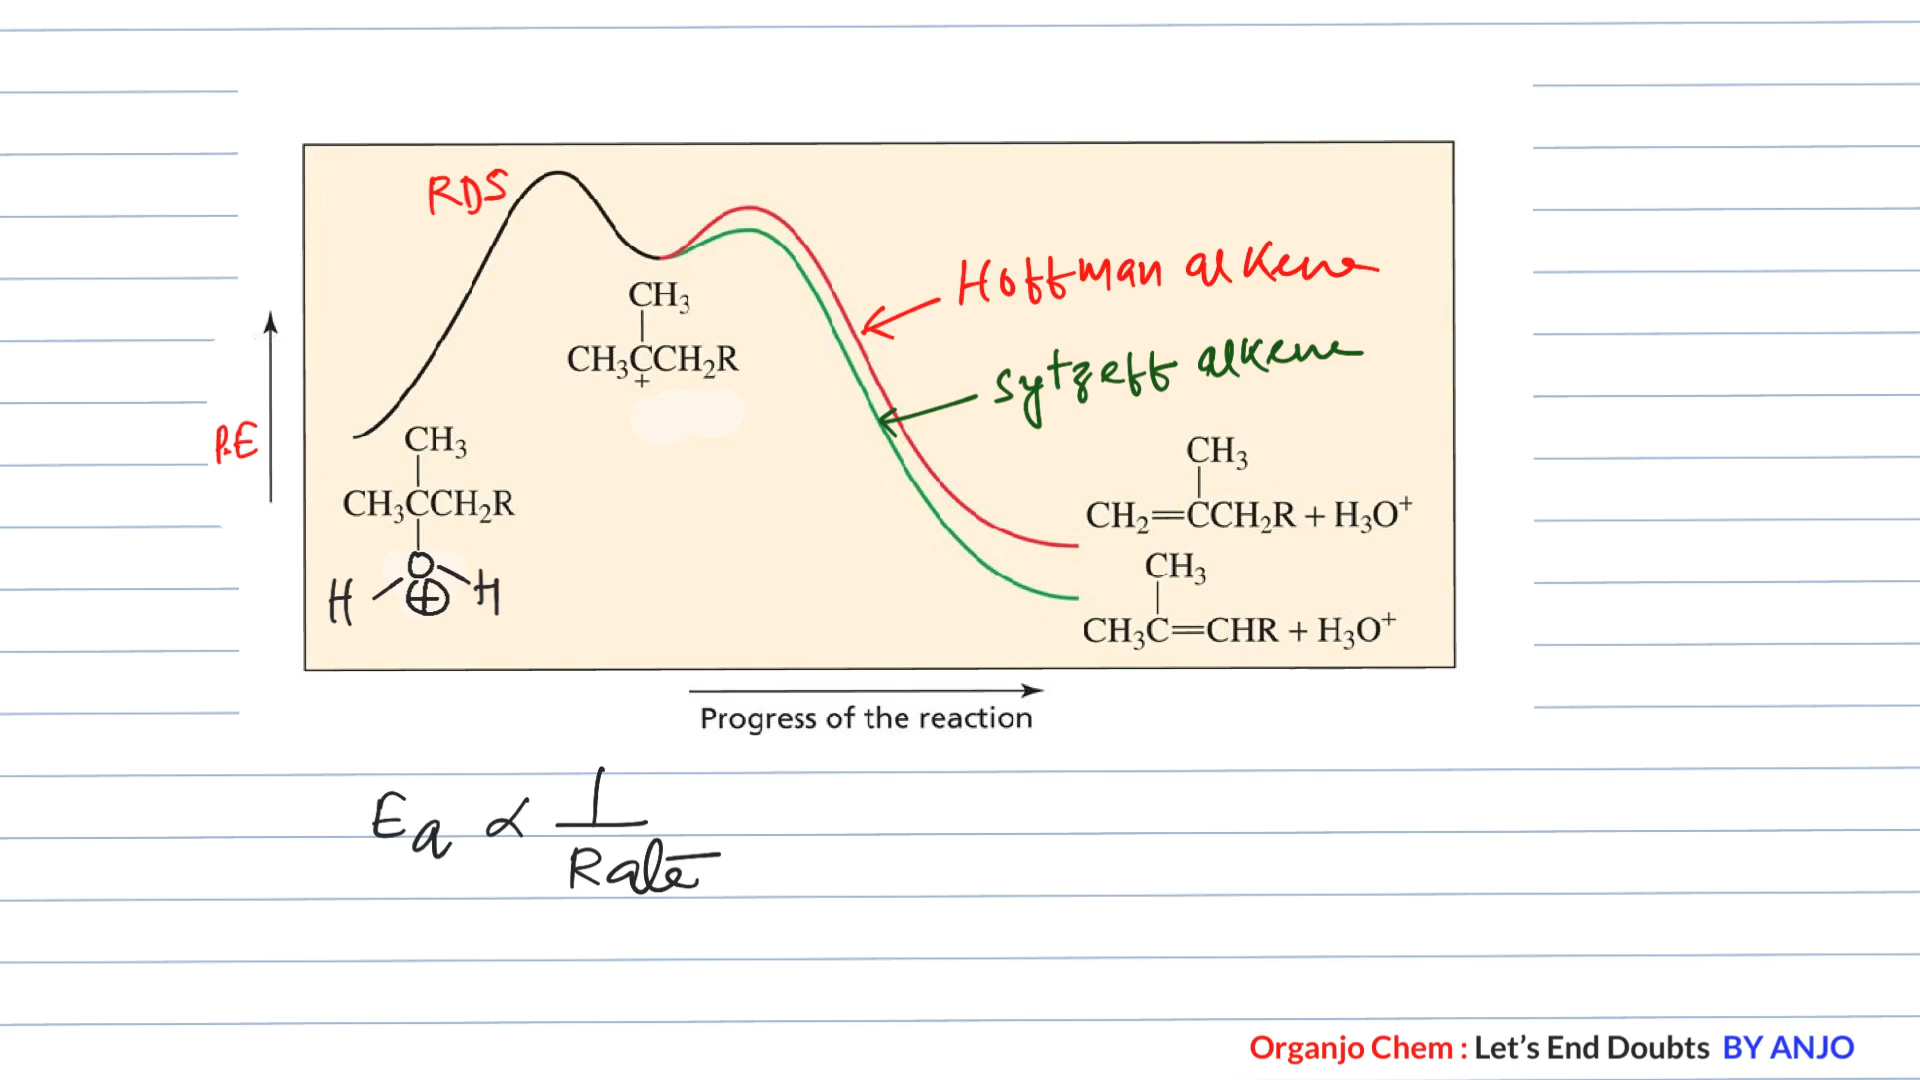 RDS
Hoffman alkene
CH₃
CH₃CCH₂R
+
Sytzeff alkene
P.E
CH₃
CH₃CCH₂R
O
H ⊕ H
CH₃
CH₂=CCH₂R + H₃O⁺
CH₃
CH₃C=CHR + H₃O⁺
Progress of the reaction
Ea ∝ 1
Rate
Organjo Chem : Let's End Doubts BY ANJO